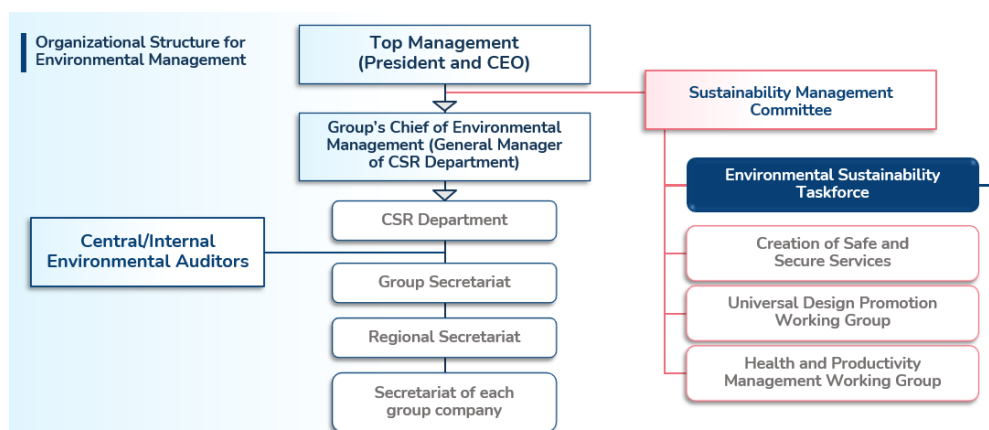 Organizational Structure for
Environmental Management
Top Management
(President and CEO)
Sustainability Management
Committee
Group's Chief of Environmental
Management (General Manager
of CSR Department)
Environmental Sustainability
Taskforce
CSR Department
Central/Internal
Environmental Auditors
Creation of Safe and
Secure Services
Group Secretariat
Universal Design Promotion
Working Group
Regional Secretariat
Health and Productivity
Management Working Group
Secretariat of each
group company